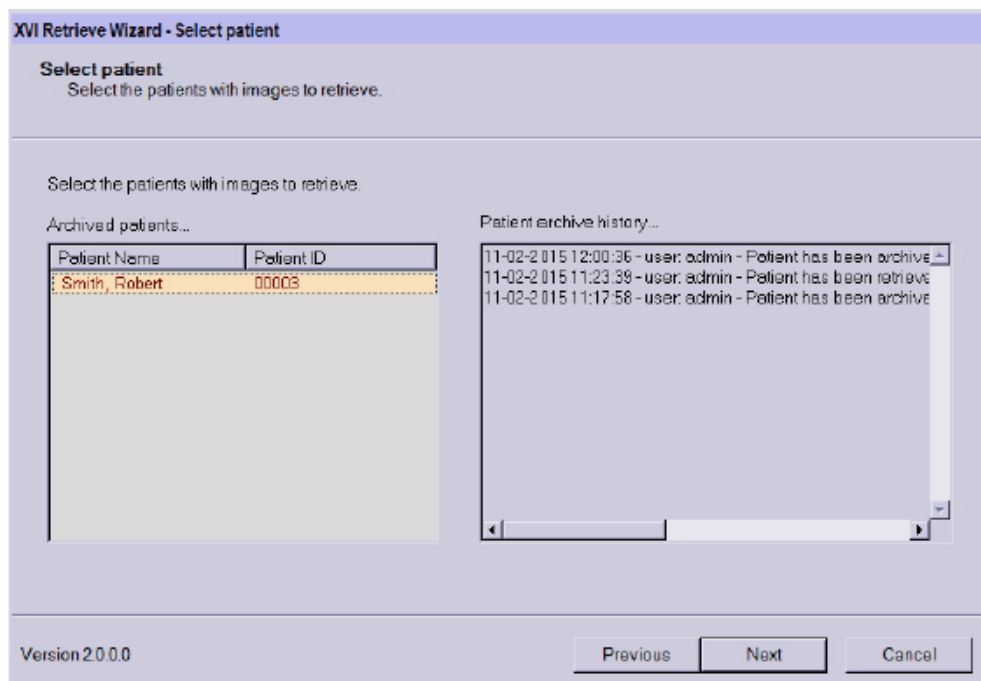 XVI Retrieve Wizard - Select patient
Select patient
Select the patients with images to retrieve.
Select the patients with images to retrieve.
Archived patients...
Patient Name Patient ID
Smith, Robert 00003
Patient archive history...
11-02-2015 12:00:36 - user: admin - Patient has been archive
11-02-2015 11:23:39 - user: admin - Patient has been retrieve
11-02-2015 11:17:58 - user: admin - Patient has been archive
Version 2.0.0.0
Previous Next Cancel